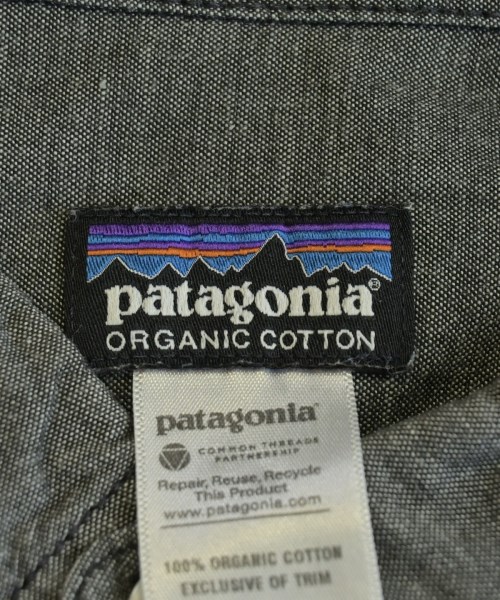 patagonia®
ORGANIC COTTON
patagonia®
COMMON THREADS
PARTNERSHIP
Repair, Reuse, Recycle
This Product
www.patagonia.com
100% ORGANIC COTTON
EXCLUSIVE OF TRIM